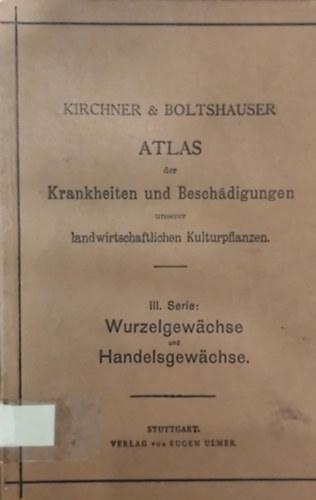 KIRCHNER & BOLTSHAUSER
ATLAS
der
Krankheiten und Beschädigungen
unserer
landwirtschaftlichen Kulturpflanzen.
III. Serie:
Wurzelgewächse
und
Handelsgewächse.
STUTTGART.
VERLAG von EUGEN ULMER.